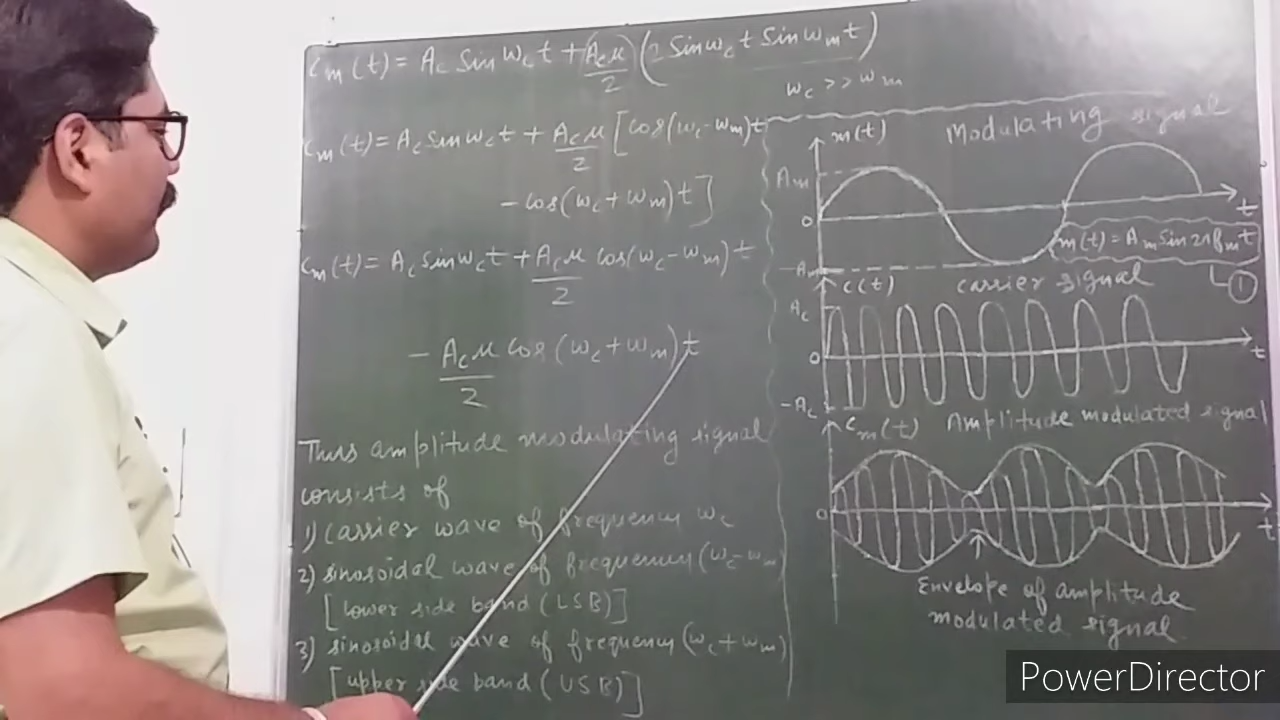 Cm(t) = Ac Sin ωc t + Acμ/2 (2 Sin ωc t Sin ωm t)
ωc >> ωm
Cm(t) = Ac Sin ωc t + Acμ/2 [cos(ωc - ωm)t
- cos(ωc + ωm)t]
Cm(t) = Ac sin ωc t + Acμ/2 cos(ωc - ωm)t
- Acμ/2 cos(ωc + ωm)t
Thus amplitude modulating signal
consists of
1) carrier wave of frequency ωc
2) sinosoidal wave of frequency (ωc - ωm)
[lower side band (LSB)]
3) sinosoidal wave of frequency (ωc + ωm)
[upper side band (USB)]
Modulating signal
m(t)
Am
0
t
-Am
m(t) = Am Sin 2πfmt
1
c(t)
carrier signal
Ac
0
t
-Ac
Cm(t)
Amplitude modulated signal
0
t
Envelope of amplitude
modulated signal
PowerDirector